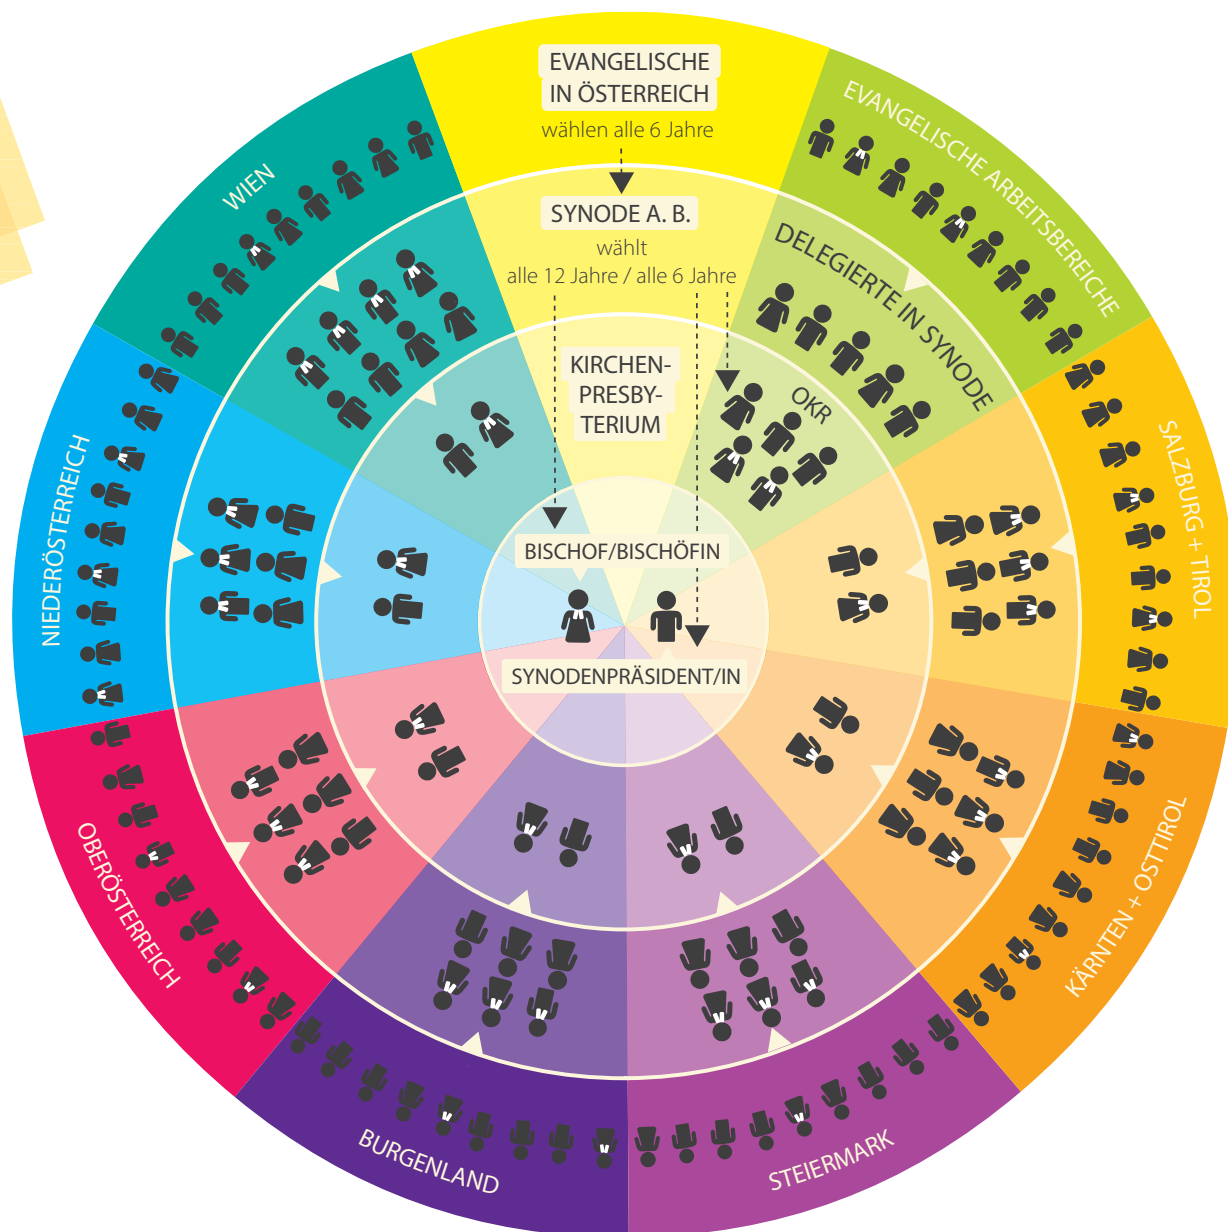 EVANGELISCHE
IN ÖSTERREICH
wählen alle 6 Jahre
SYNODE A. B.
wählt
alle 12 Jahre / alle 6 Jahre
KIRCHEN-
PRESBY-
TERIUM
BISCHOF/BISCHÖFIN
SYNODENPRÄSIDENT/IN
EVANGELISCHE ARBEITSBEREICHE
DELEGIERTE IN SYNODE
OKR
SALZBURG + TIROL
KÄRNTEN + OSTTIROL
STEIERMARK
BURGENLAND
OBERÖSTERREICH
NIEDERÖSTERREICH
WIEN